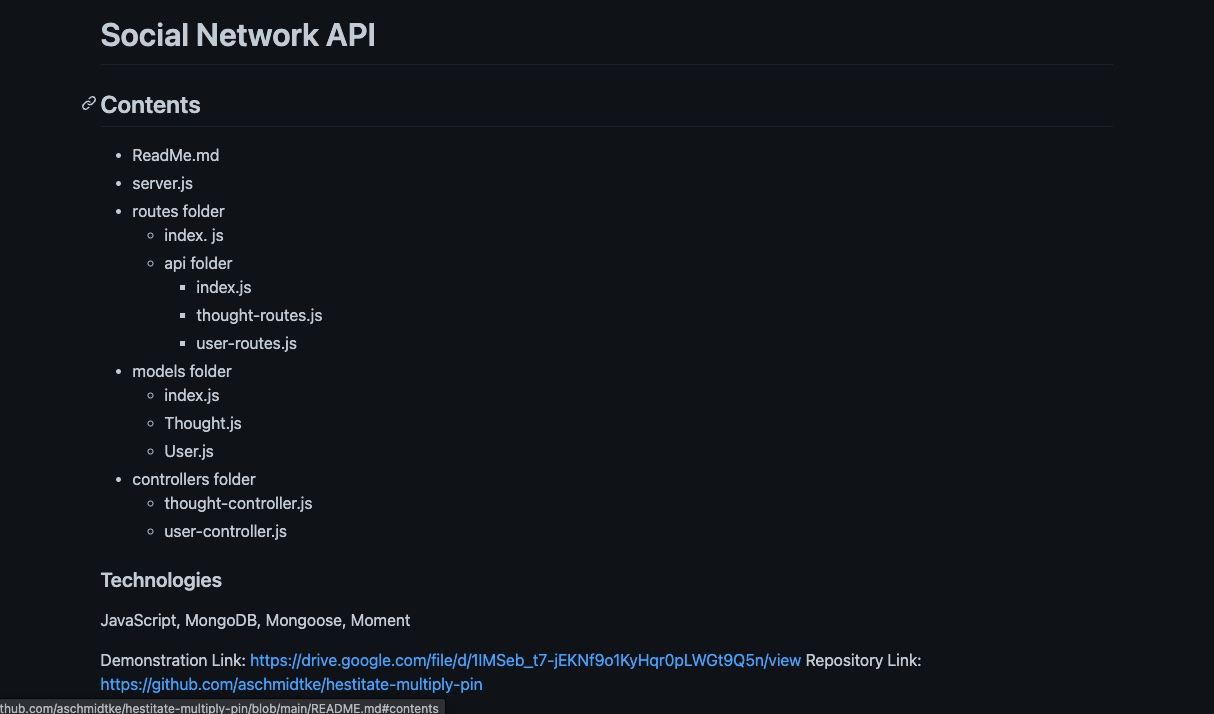 Social Network API
Contents
ReadMe.md
server.js
routes folder
index. js
api folder
index.js
thought-routes.js
user-routes.js
models folder
index.js
Thought.js
User.js
controllers folder
thought-controller.js
user-controller.js
Technologies
JavaScript, MongoDB, Mongoose, Moment
Demonstration Link: https://drive.google.com/file/d/1IMSeb_t7-jEKNf9o1KyHqr0pLWGt9Q5n/view Repository Link:
https://github.com/aschmidtke/hestitate-multiply-pin
thub.com/aschmidtke/hestitate-multiply-pin/blob/main/README.md#contents